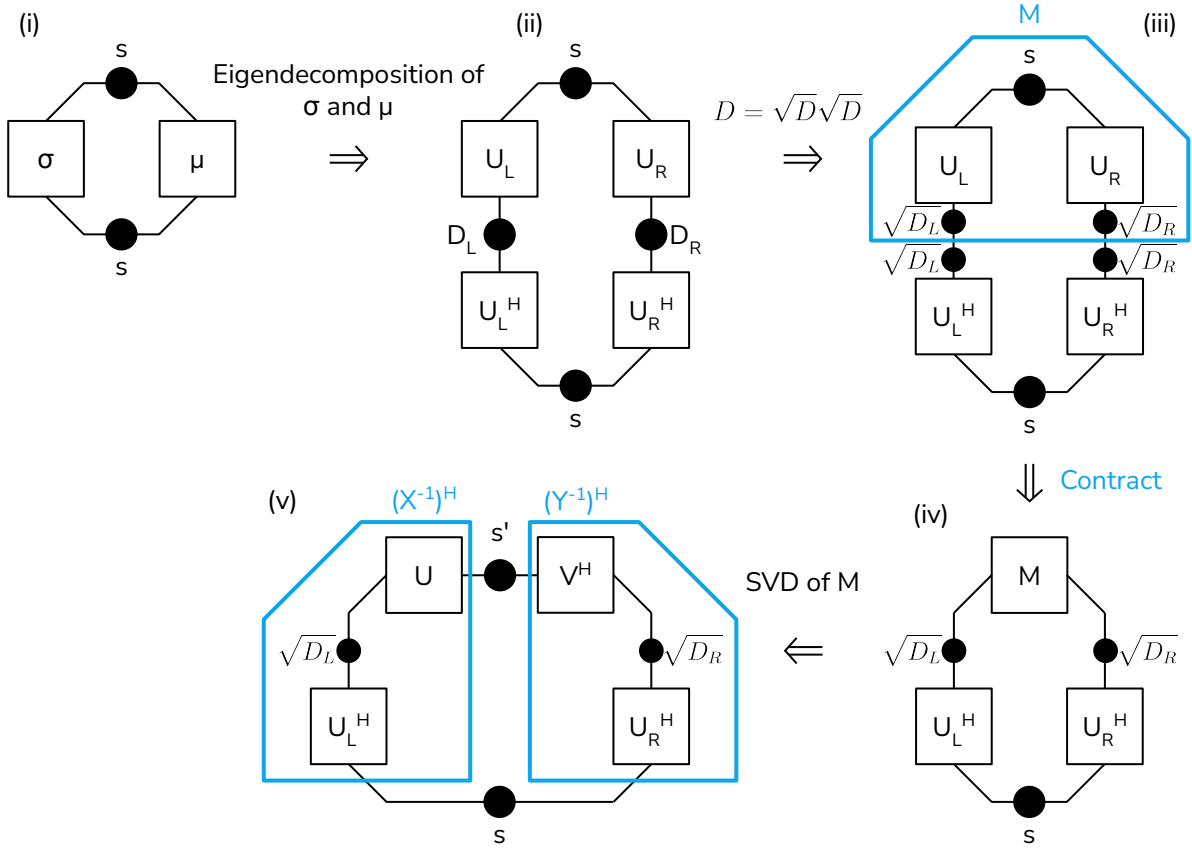 (i)
s
σ
μ
s
Eigendecomposition of
σ and μ
⇒
(ii)
s
U_L
U_R
D_L
D_R
U_L^H
U_R^H
s
D = √D√D
⇒
M
(iii)
s
U_L
U_R
√D_L
√D_R
√D_L
√D_R
U_L^H
U_R^H
s
⇓
Contract
(iv)
M
√D_L
√D_R
U_L^H
U_R^H
s
SVD of M
⇐
(v)
(X^-1)^H
(Y^-1)^H
s'
U
V^H
√D_L
√D_R
U_L^H
U_R^H
s